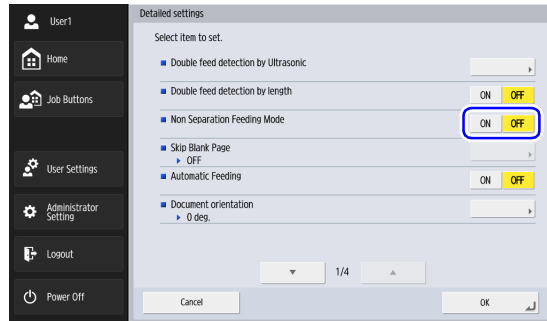 User1
Home
Job Buttons
User Settings
Administrator
Setting
Logout
Power Off
Detailed settings
Select item to set.
Double feed detection by Ultrasonic
Double feed detection by length
ON OFF
Non Separation Feeding Mode
ON OFF
Skip Blank Page
OFF
Automatic Feeding
ON OFF
Document orientation
0 deg.
1/4
Cancel
OK